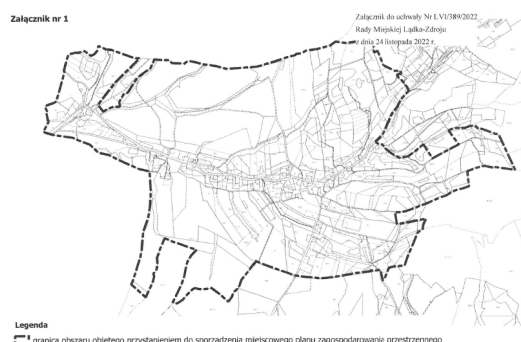 Załącznik nr 1
Załącznik do uchwały Nr LVI/389/2022
Rady Miejskiej Lądka-Zdroju
z dnia 24 listopada 2022 r.
Legenda
granica obszaru objętego przystąpieniem do sporządzenia miejscowego planu zagospodarowania przestrzennego